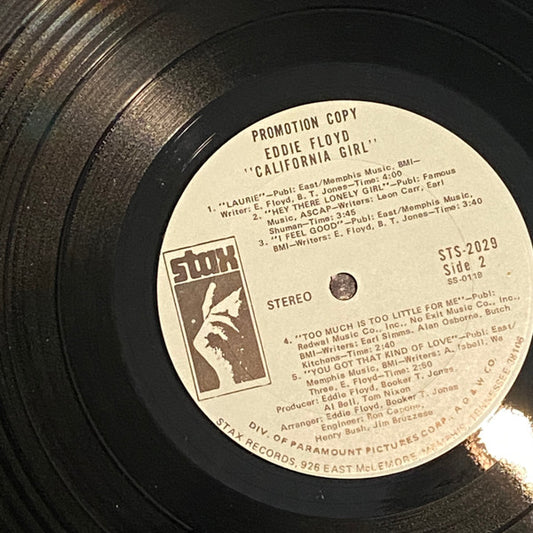 PROMOTION COPY
EDDIE FLOYD
"CALIFORNIA GIRL"
1. "LAURIE"—Publ: East/Memphis Music, BMI—
Writer: E. Floyd, B. T. Jones—Time: 4:00
2. "HEY THERE LONELY GIRL"—Publ: Famous
Music, ASCAP—Writers: Leon Carr, Earl
Shuman—Time: 3:45
3. "I FEEL GOOD"—Publ: East/Memphis Music,
BMI—Writers: E. Floyd, B. T. Jones—Time: 3:40
stax
STS-2029
Side 2
SS-0119
STEREO
4. "TOO MUCH IS TOO LITTLE FOR ME"—Publ:
Redwal Music Co., Inc., No Exit Music Co., Inc.,
BMI—Writers: Earl Simms, Alan Osborne, Butch
Kitchens—Time: 2:40
5. "YOU GOT THAT KIND OF LOVE"—Publ: East/
Memphis Music, BMI—Writers: A. Isbell, We
Three, E. Floyd—Time: 2:50
Producer: Eddie Floyd, Booker T. Jones,
Al Bell, Tom Nixon
Arranger: Eddie Floyd, Booker T. Jones
Engineer: Ron Capone,
Henry Bush, Jim Bruzzese
DIV. OF PARAMOUNT PICTURES CORP. A G & W CO.
STAX RECORDS, 926 EAST McLEMORE,